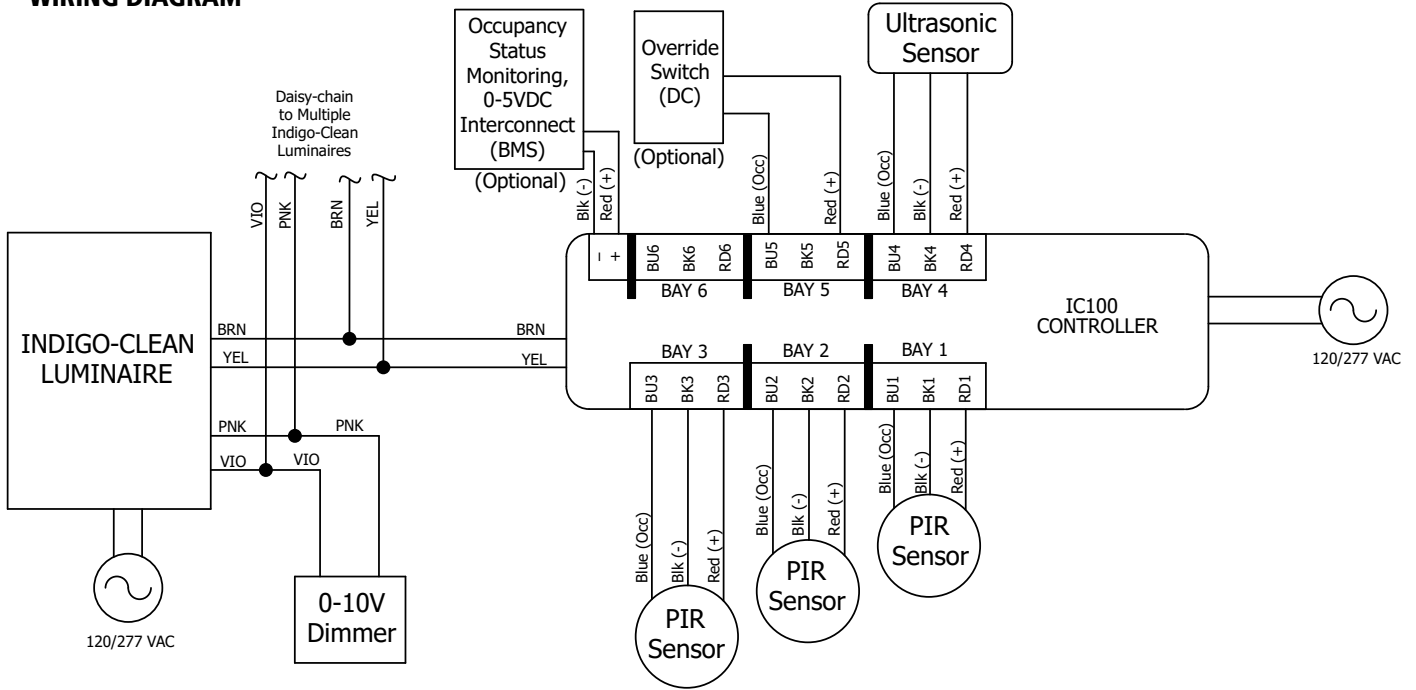 WIRING DIAGRAM
Occupancy
Status
Monitoring,
0-5VDC
Interconnect
(BMS)
(Optional)
Override
Switch
(DC)
(Optional)
Ultrasonic
Sensor
Daisy-chain
to Multiple
Indigo-Clean
Luminaires
VIO
PNK
BRN
YEL
Blk (-)
Red (+)
Blue (Occ)
Red (+)
Blue (Occ)
Blk (-)
Red (+)
– +
BU6
BK6
RD6
BU5
BK5
RD5
BU4
BK4
RD4
BAY 6
BAY 5
BAY 4
IC100
CONTROLLER
120/277 VAC
INDIGO-CLEAN
LUMINAIRE
BRN
BRN
YEL
YEL
PNK
PNK
VIO
VIO
BAY 3
BAY 2
BAY 1
BU3
BK3
RD3
BU2
BK2
RD2
BU1
BK1
RD1
Blue (Occ)
Blk (-)
Red (+)
Blue (Occ)
Blk (-)
Red (+)
Blue (Occ)
Blk (-)
Red (+)
PIR
Sensor
PIR
Sensor
PIR
Sensor
0-10V
Dimmer
120/277 VAC